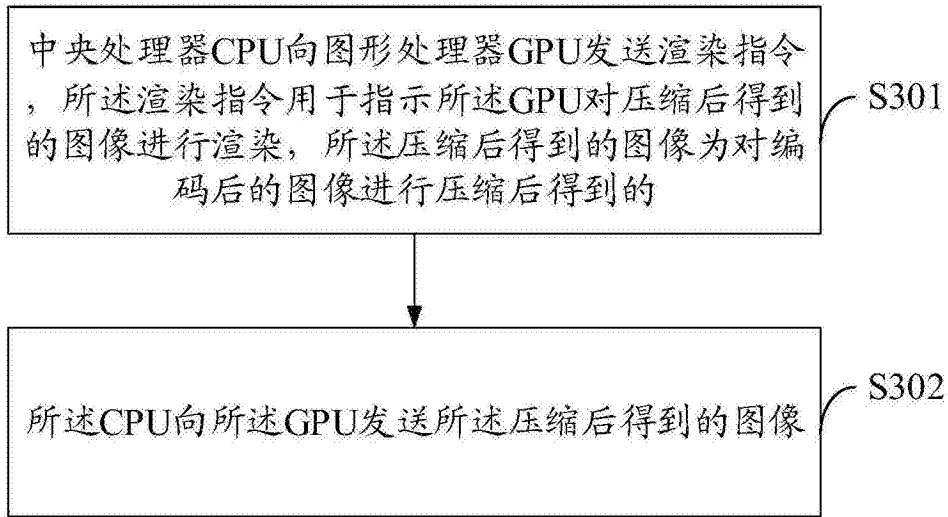 中央处理器CPU向图形处理器GPU发送渲染指令
，所述渲染指令用于指示所述GPU对压缩后得到
的图像进行渲染，所述压缩后得到的图像为对编
码后的图像进行压缩后得到的
S301
所述CPU向所述GPU发送所述压缩后得到的图像
S302